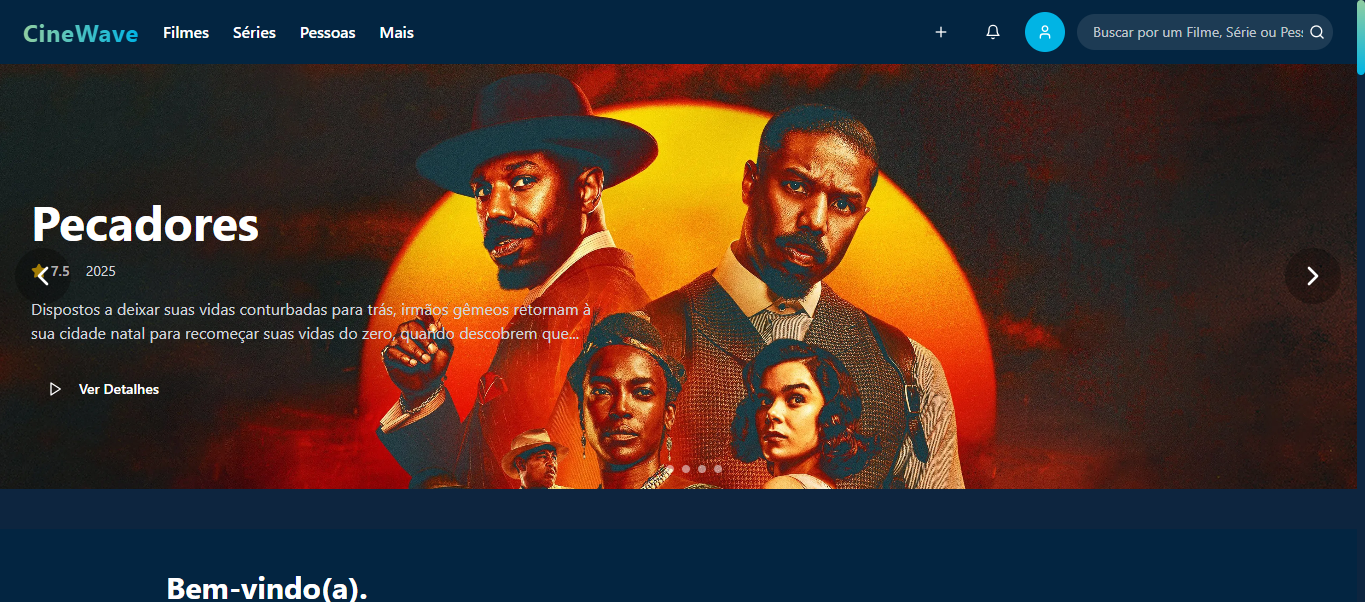 CineWave Filmes Séries Pessoas Mais Buscar por um Filme, Série ou Pess
Pecadores
7.5 2025
Dispostos a deixar suas vidas conturbadas para trás, irmãos gêmeos retornam à
sua cidade natal para recomeçar suas vidas do zero, quando descobrem que...
Ver Detalhes
Bem-vindo(a).